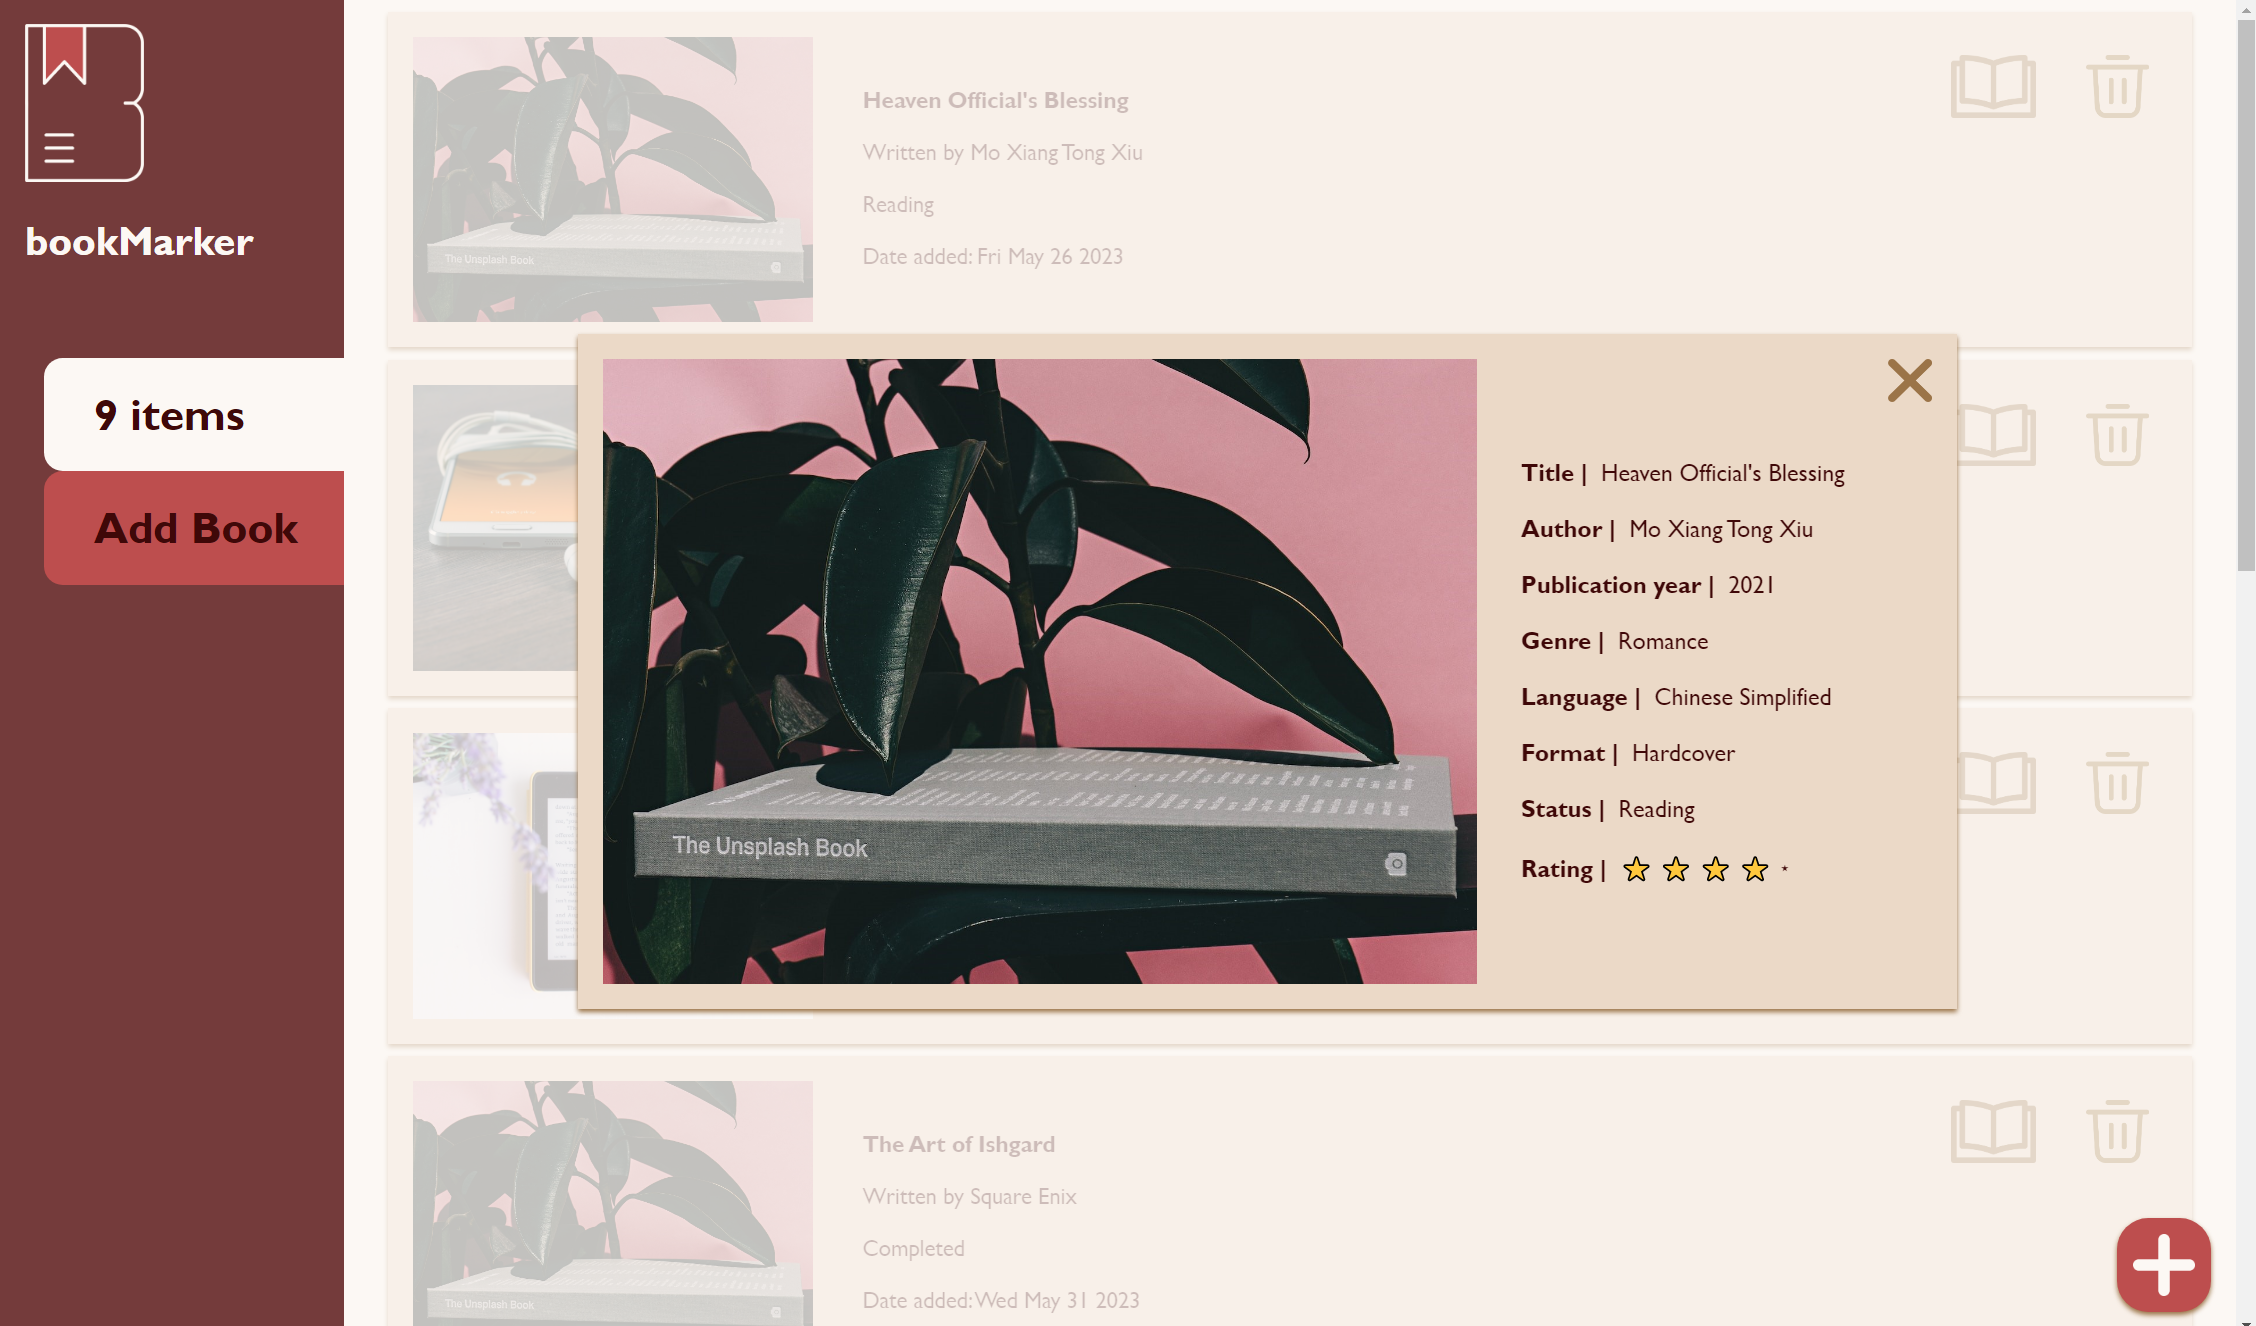 bookMarker
9 items
Add Book
Heaven Official's Blessing
Written by Mo Xiang Tong Xiu
Reading
Date added: Fri May 26 2023
The Unsplash Book
Title | Heaven Official's Blessing
Author | Mo Xiang Tong Xiu
Publication year | 2021
Genre | Romance
Language | Chinese Simplified
Format | Hardcover
Status | Reading
Rating |
The Unsplash Book
The Art of Ishgard
Written by Square Enix
Completed
Date added: Wed May 31 2023
The Unsplash Book